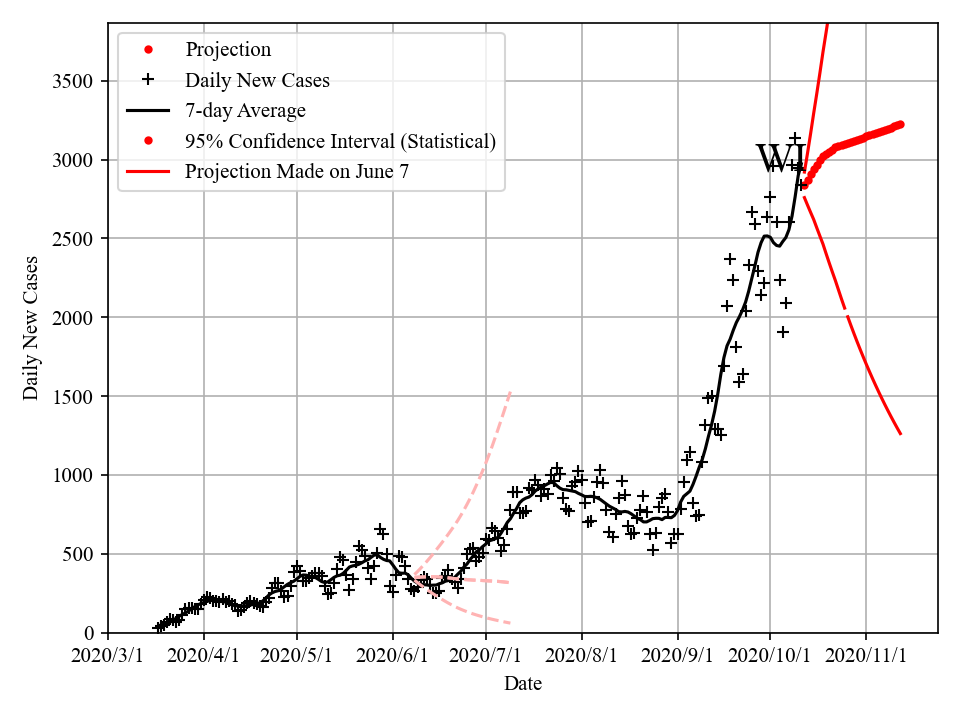 Projection
Daily New Cases
7-day Average
95% Confidence Interval (Statistical)
Projection Made on June 7
WI
3500
3000
2500
2000
1500
1000
500
0
Daily New Cases
2020/3/1 2020/4/1 2020/5/1 2020/6/1 2020/7/1 2020/8/1 2020/9/1 2020/10/1 2020/11/1
Date